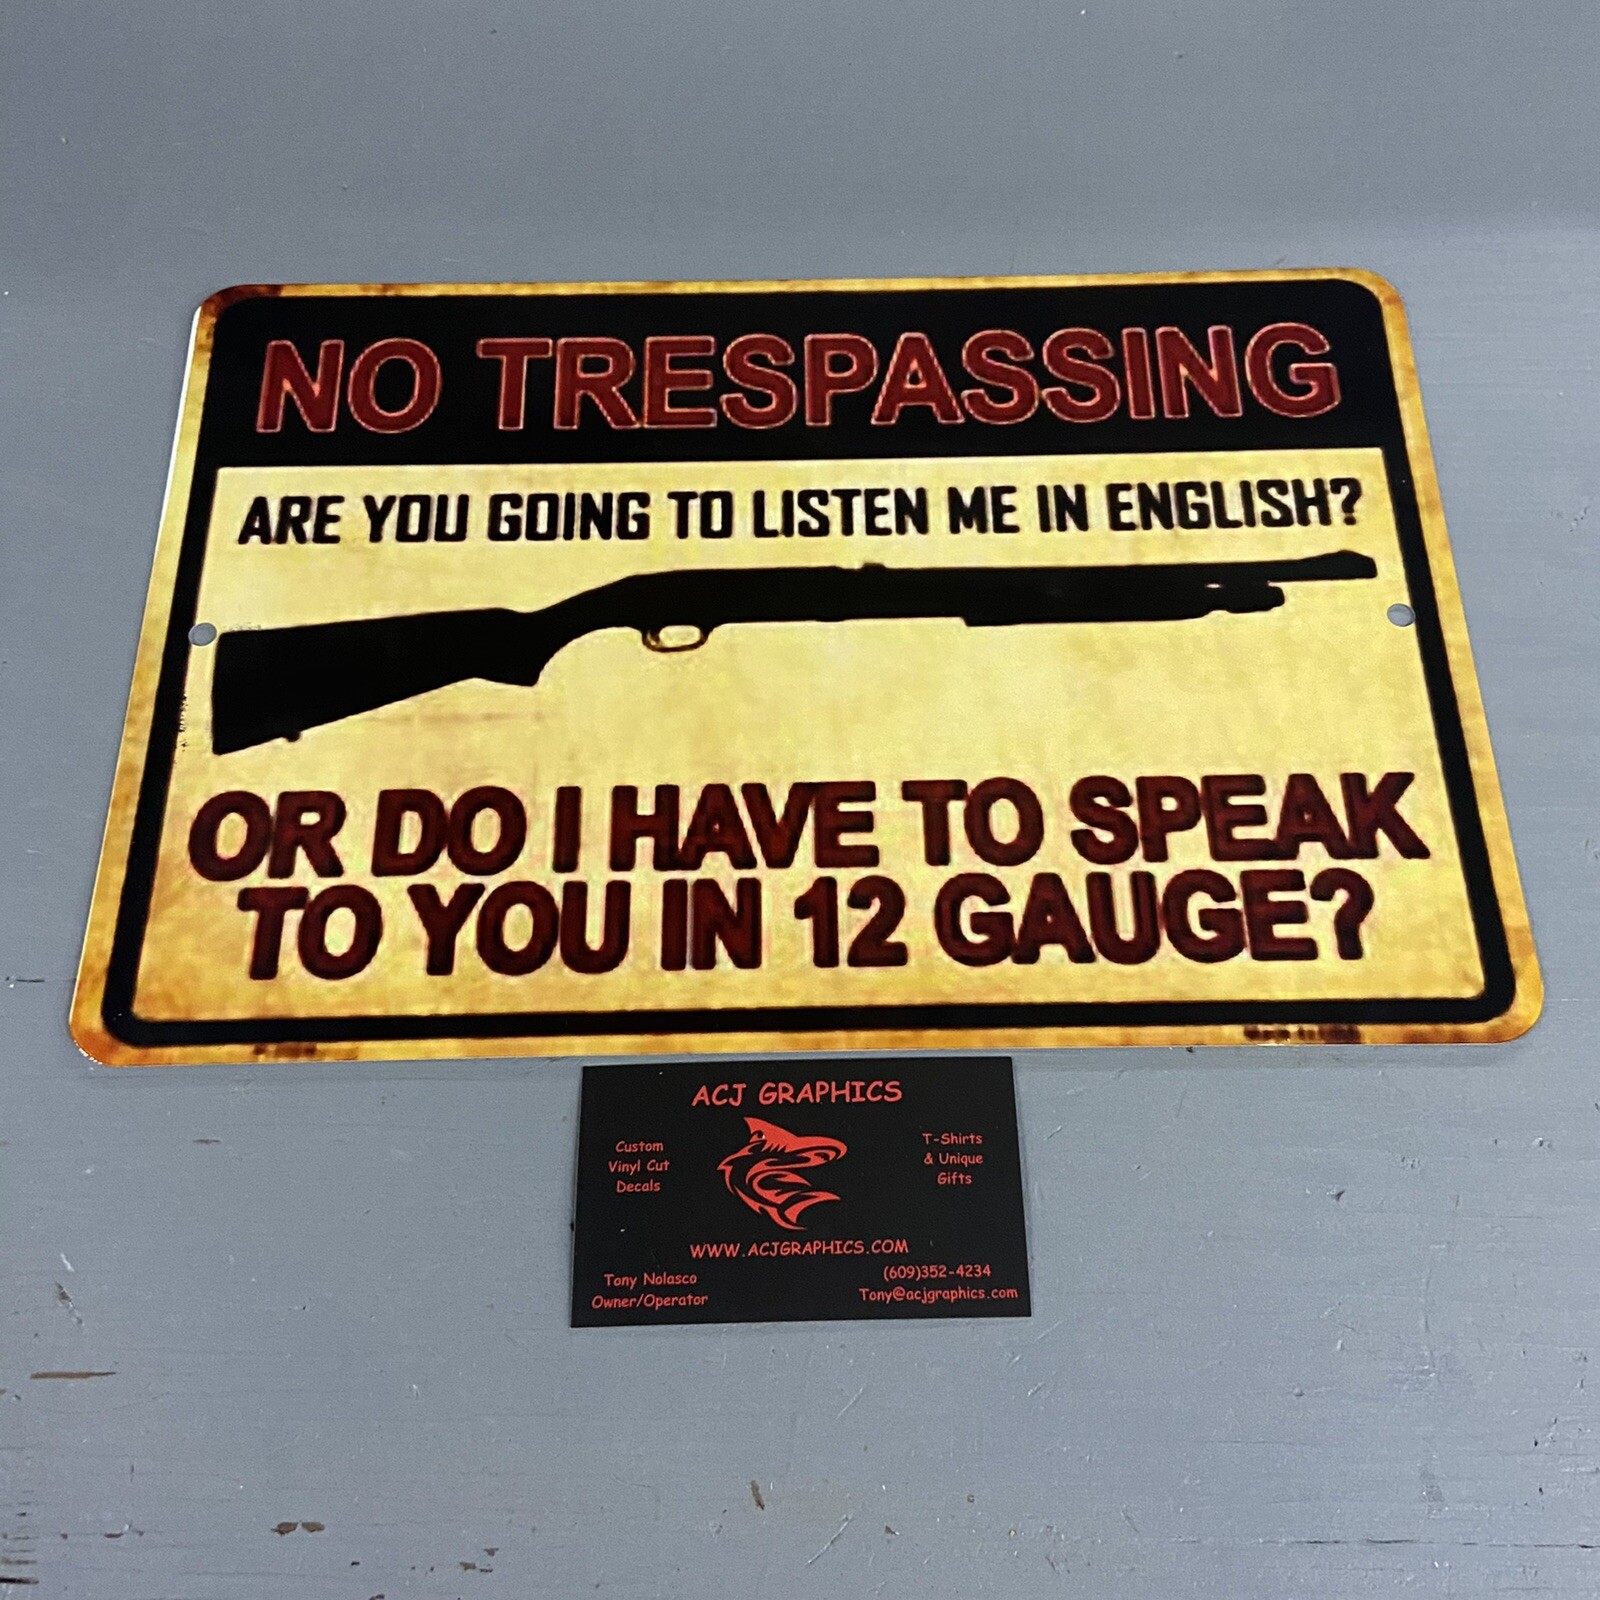 NO TRESPASSING
ARE YOU GOING TO LISTEN ME IN ENGLISH?
OR DO I HAVE TO SPEAK
TO YOU IN 12 GAUGE?
ACJ GRAPHICS
Custom
Vinyl Cut
Decals
T-Shirts
& Unique
Gifts
WWW.ACJGRAPHICS.COM
Tony Nolasco
Owner/Operator
(609)352-4234
Tony@acjgraphics.com